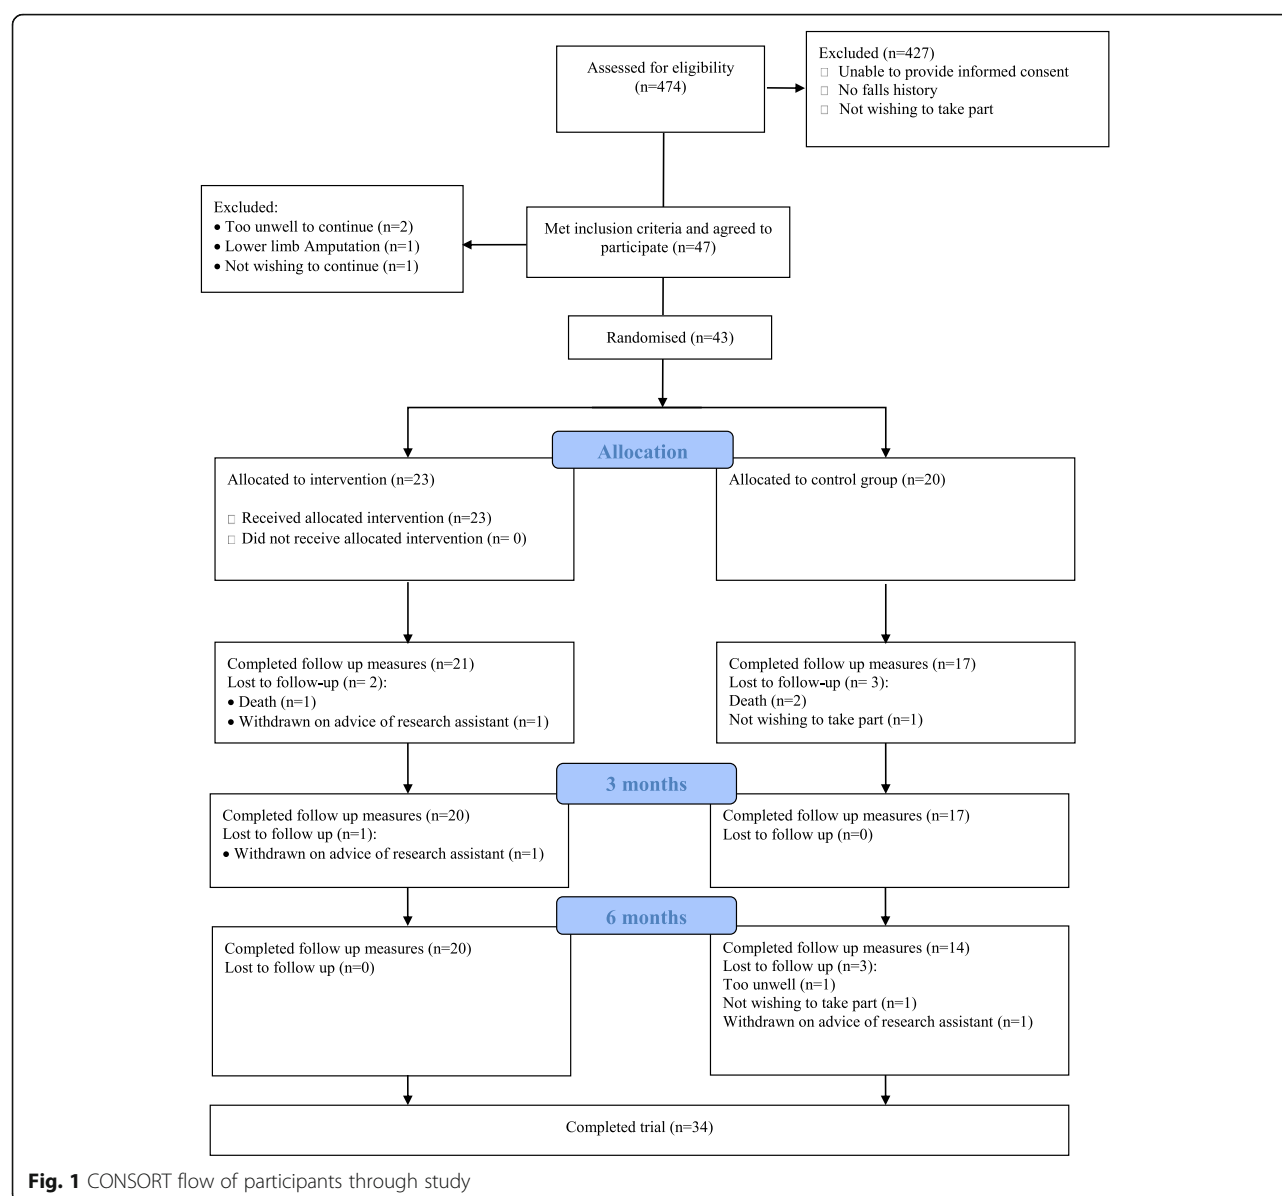 Assessed for eligibility
(n=474)
Excluded (n=427)
□ Unable to provide informed consent
□ No falls history
□ Not wishing to take part
Excluded:
• Too unwell to continue (n=2)
• Lower limb Amputation (n=1)
• Not wishing to continue (n=1)
Met inclusion criteria and agreed to
participate (n=47)
Randomised (n=43)
Allocation
Allocated to intervention (n=23)
□ Received allocated intervention (n=23)
□ Did not receive allocated intervention (n= 0)
Allocated to control group (n=20)
Completed follow up measures (n=21)
Lost to follow-up (n= 2):
• Death (n=1)
• Withdrawn on advice of research assistant (n=1)
Completed follow up measures (n=17)
Lost to follow-up (n= 3):
Death (n=2)
Not wishing to take part (n=1)
3 months
Completed follow up measures (n=20)
Lost to follow up (n=1):
• Withdrawn on advice of research assistant (n=1)
Completed follow up measures (n=17)
Lost to follow up (n=0)
6 months
Completed follow up measures (n=20)
Lost to follow up (n=0)
Completed follow up measures (n=14)
Lost to follow up (n=3):
Too unwell (n=1)
Not wishing to take part (n=1)
Withdrawn on advice of research assistant (n=1)
Completed trial (n=34)
Fig. 1 CONSORT flow of participants through study